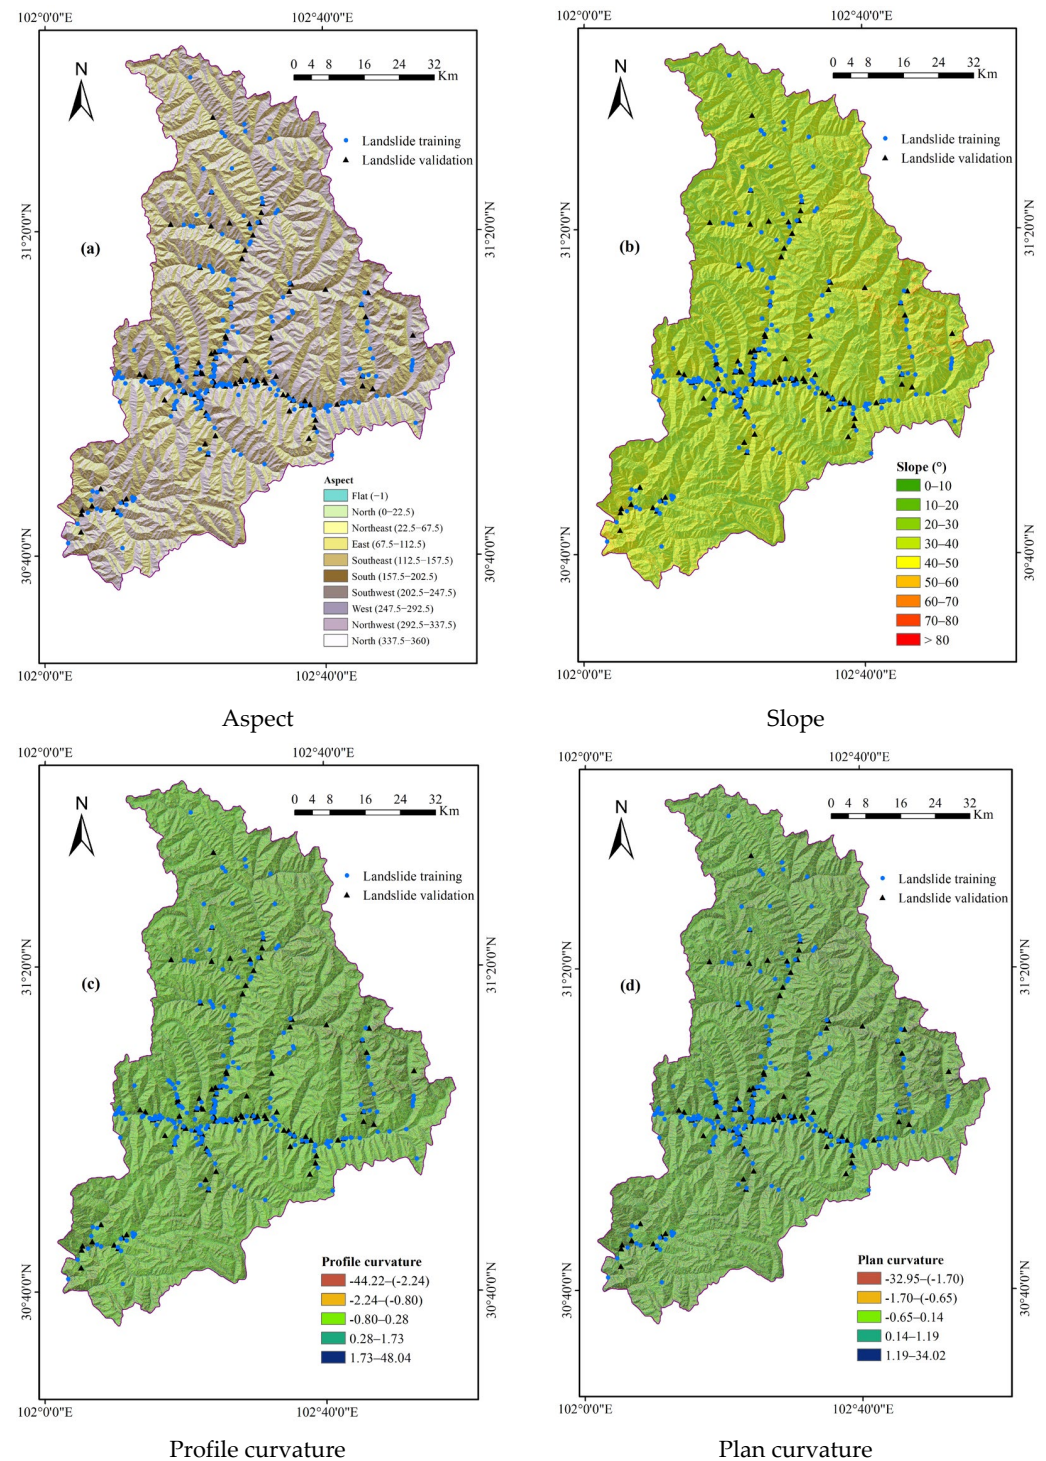 102°0'0"E 102°40'0"E
N
0 4 8 16 24 32
Km
Landslide training
Landslide validation
31°20'0"N
(a)
31°20'0"N
Aspect
Flat (−1)
North (0−22.5)
Northeast (22.5−67.5)
East (67.5−112.5)
Southeast (112.5−157.5)
South (157.5−202.5)
Southwest (202.5−247.5)
West (247.5−292.5)
Northwest (292.5−337.5)
North (337.5−360)
30°40'0"N
30°40'0"N
102°0'0"E 102°40'0"E
Aspect
102°0'0"E 102°40'0"E
N
0 4 8 16 24 32
Km
Landslide training
Landslide validation
31°20'0"N
(b)
31°20'0"N
Slope (°)
0–10
10–20
20–30
30–40
40–50
50–60
60–70
70–80
> 80
30°40'0"N
30°40'0"N
102°0'0"E 102°40'0"E
Slope
102°0'0"E 102°40'0"E
N
0 4 8 16 24 32
Km
Landslide training
Landslide validation
31°20'0"N
(c)
31°20'0"N
Profile curvature
-44.22–(-2.24)
-2.24–(-0.80)
-0.80–0.28
0.28–1.73
1.73–48.04
30°40'0"N
30°40'0"N
102°0'0"E 102°40'0"E
Profile curvature
102°0'0"E 102°40'0"E
N
0 4 8 16 24 32
Km
Landslide training
Landslide validation
31°20'0"N
(d)
31°20'0"N
Plan curvature
-32.95–(-1.70)
-1.70–(-0.65)
-0.65–0.14
0.14–1.19
1.19–34.02
30°40'0"N
30°40'0"N
102°0'0"E 102°40'0"E
Plan curvature